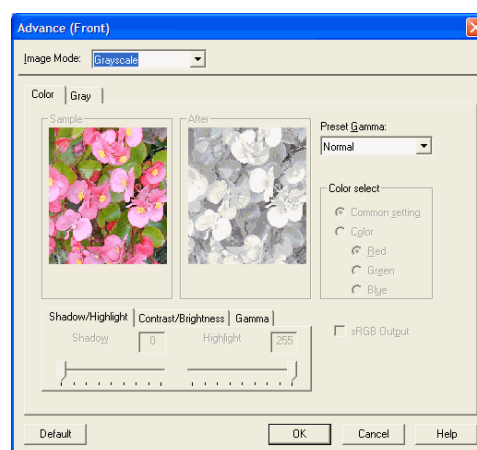 Advance (Front)
Image Mode: Grayscale
Color Gray
Sample
After
Preset Gamma:
Normal
Color select
Common setting
Color
Red
Green
Blue
Shadow/Highlight Contrast/Brightness Gamma
Shadow 0 Highlight 255
sRGB Output
Default OK Cancel Help